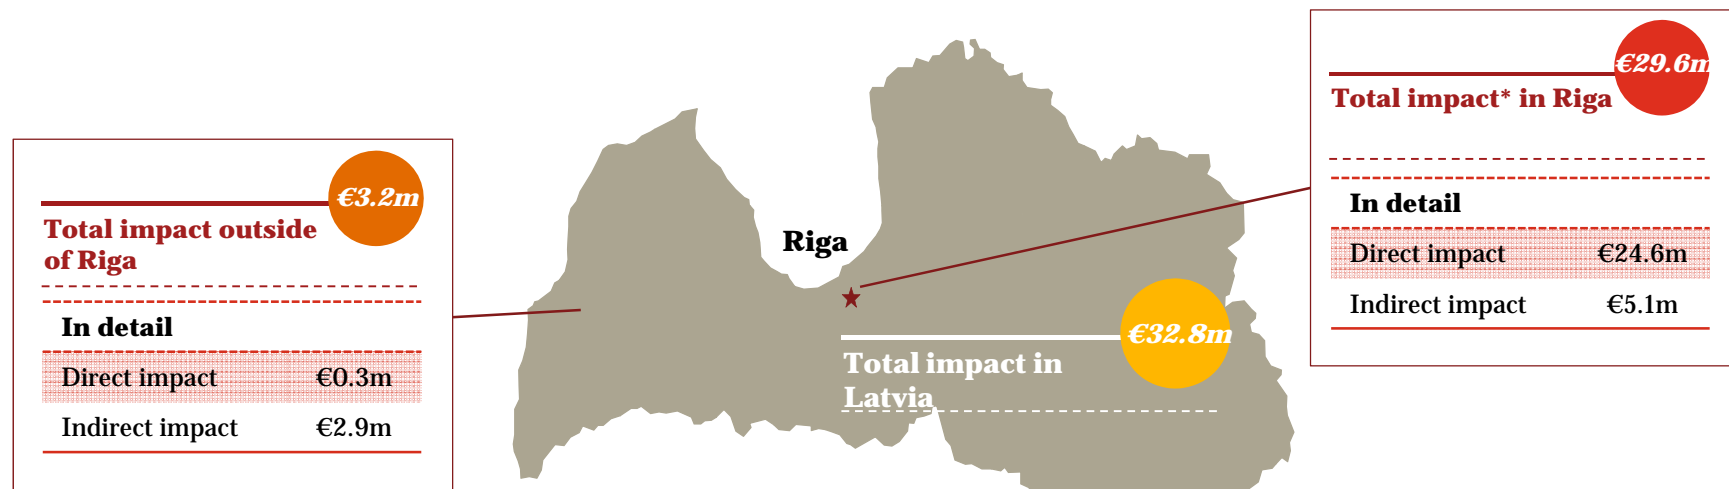 €3.2m
Total impact outside
of Riga
In detail
Direct impact €0.3m
Indirect impact €2.9m
Riga
€32.8m
Total impact in
Latvia
€29.6m
Total impact* in Riga
In detail
Direct impact €24.6m
Indirect impact €5.1m